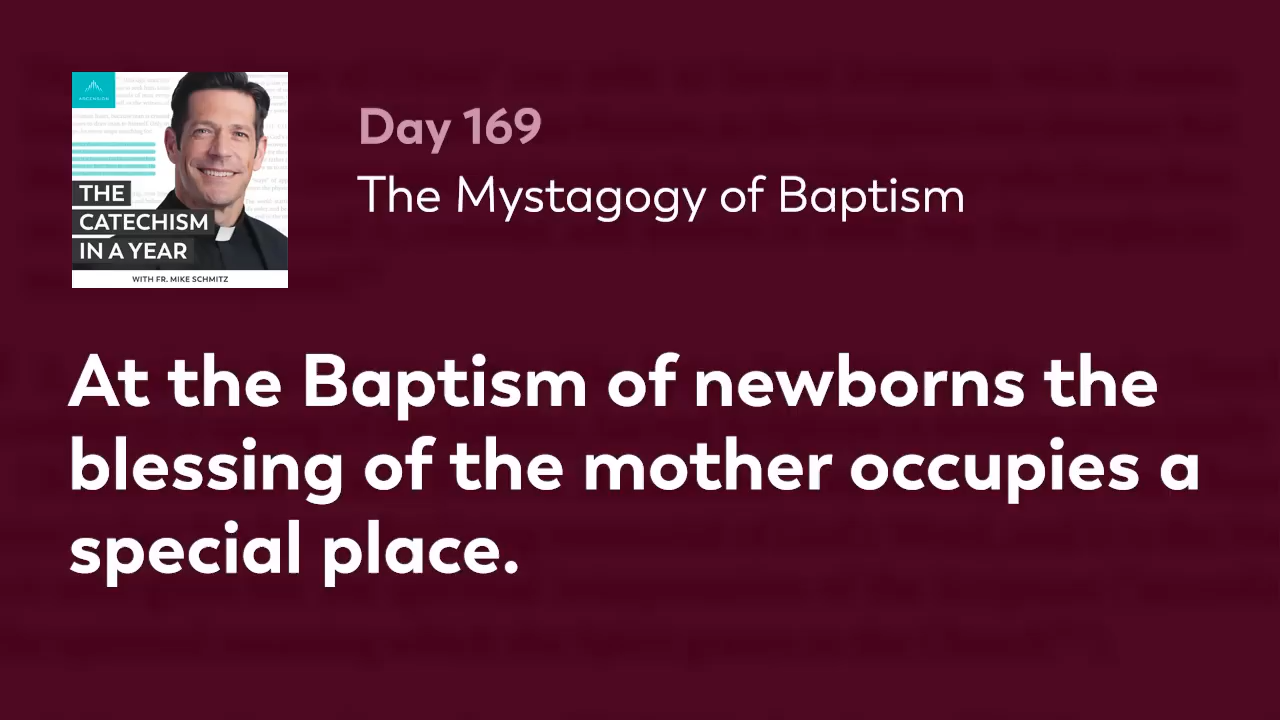 ASCENSION
THE
CATECHISM
IN A YEAR
WITH FR. MIKE SCHMITZ
Day 169
The Mystagogy of Baptism
At the Baptism of newborns the
blessing of the mother occupies a
special place.